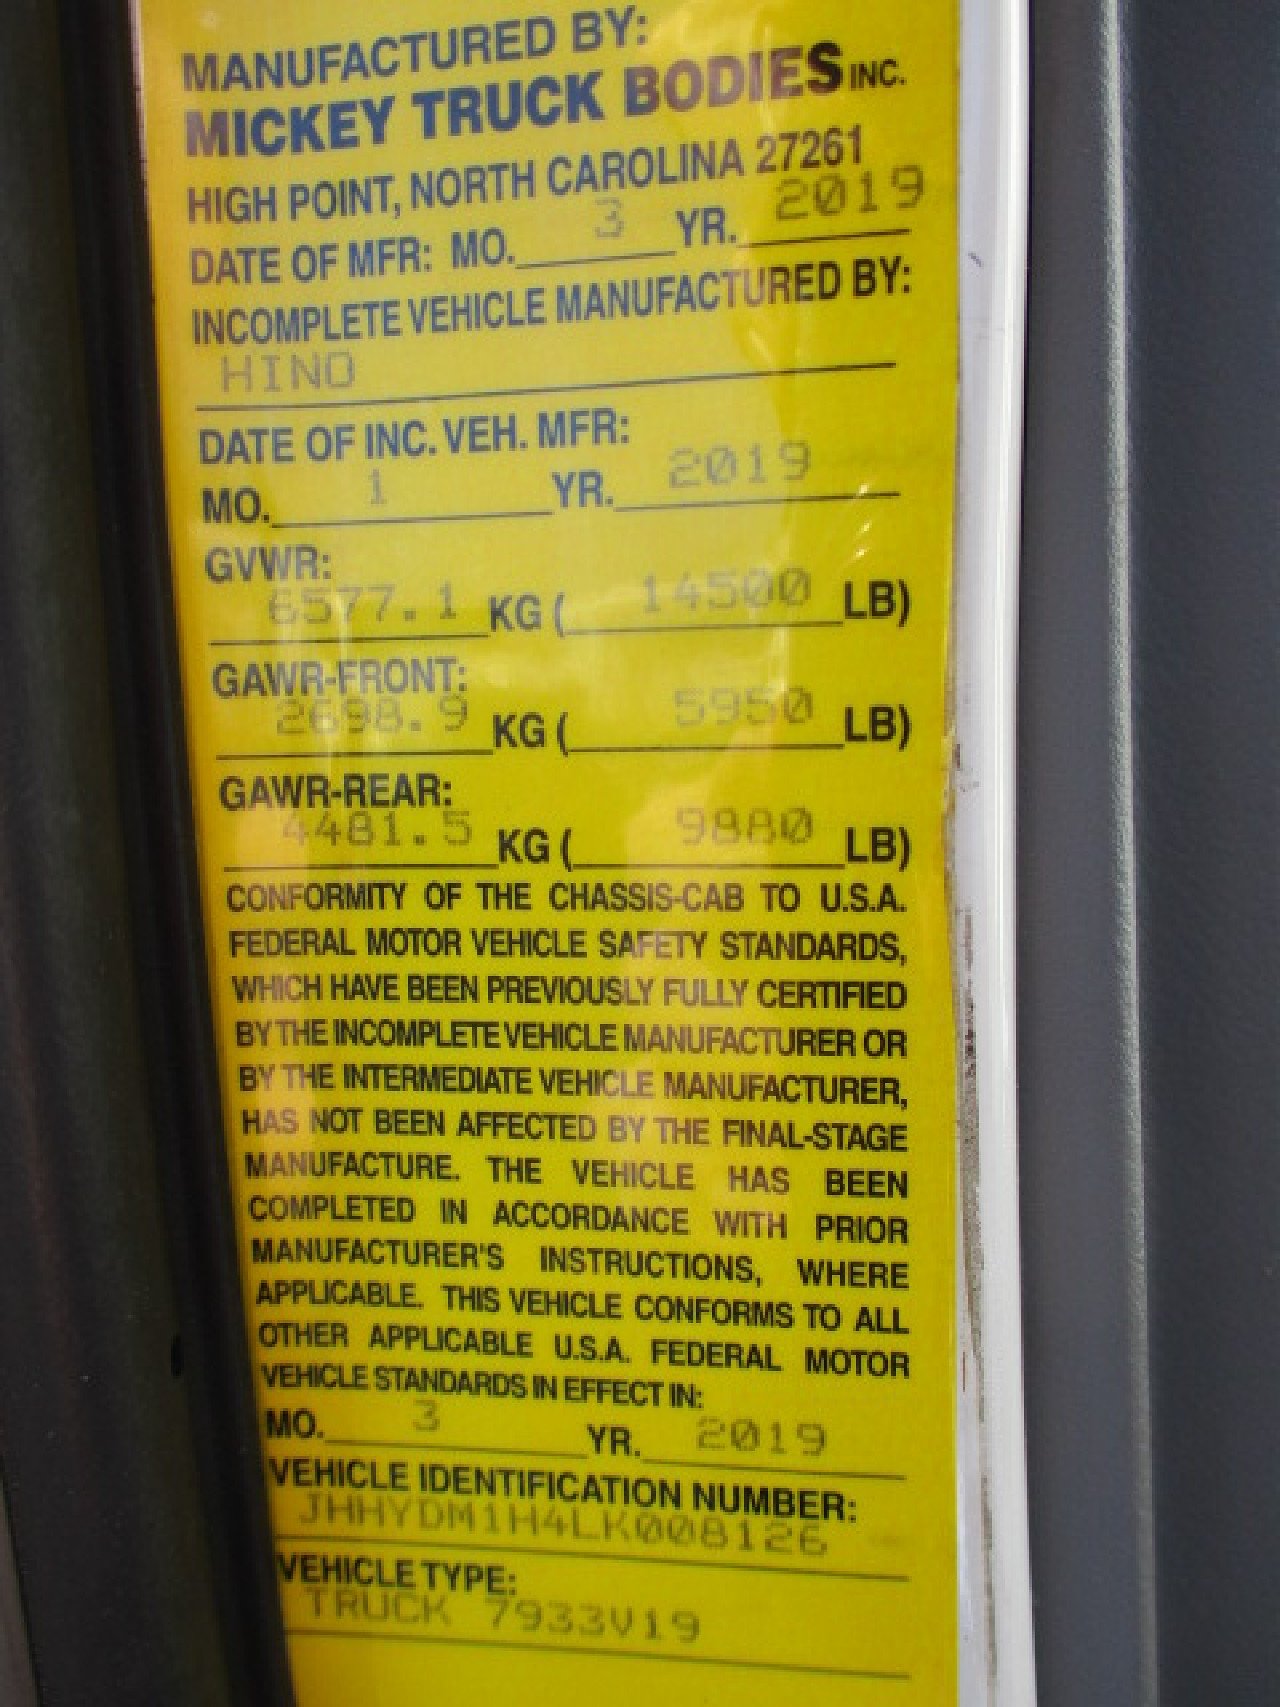 MANUFACTURED BY:
MICKEY TRUCK BODIES INC.
HIGH POINT, NORTH CAROLINA 27261
DATE OF MFR: MO. 3 YR. 2019
INCOMPLETE VEHICLE MANUFACTURED BY:
HINO
DATE OF INC. VEH. MFR:
MO. 1 YR. 2019
GVWR:
6577.1 KG ( 14500 LB)
GAWR-FRONT:
2698.9 KG ( 5950 LB)
GAWR-REAR:
4481.5 KG ( 9880 LB)
CONFORMITY OF THE CHASSIS-CAB TO U.S.A.
FEDERAL MOTOR VEHICLE SAFETY STANDARDS,
WHICH HAVE BEEN PREVIOUSLY FULLY CERTIFIED
BY THE INCOMPLETE VEHICLE MANUFACTURER OR
BY THE INTERMEDIATE VEHICLE MANUFACTURER,
HAS NOT BEEN AFFECTED BY THE FINAL-STAGE
MANUFACTURE. THE VEHICLE HAS BEEN
COMPLETED IN ACCORDANCE WITH PRIOR
MANUFACTURER'S INSTRUCTIONS, WHERE
APPLICABLE. THIS VEHICLE CONFORMS TO ALL
OTHER APPLICABLE U.S.A. FEDERAL MOTOR
VEHICLE STANDARDS IN EFFECT IN:
MO. 3 YR. 2019
VEHICLE IDENTIFICATION NUMBER:
JHHYDM1H4LK008126
VEHICLE TYPE:
TRUCK 7933V19